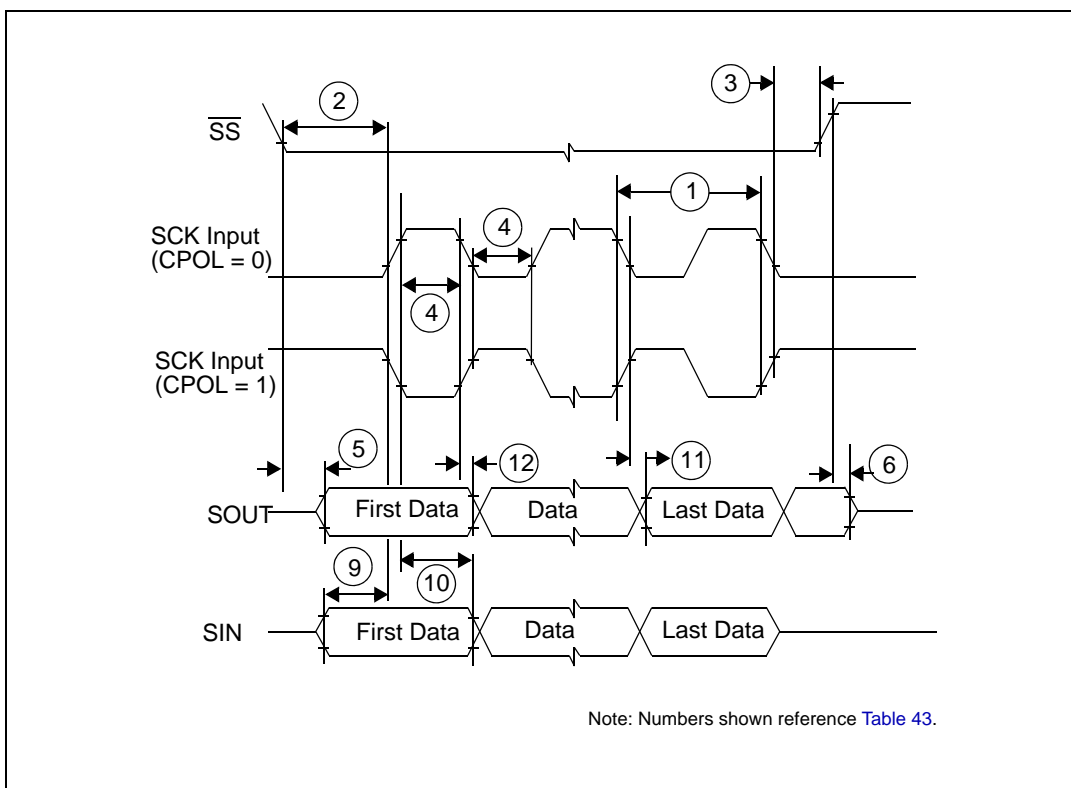 3
2
SS
1
4
SCK Input
(CPOL = 0)
4
SCK Input
(CPOL = 1)
5
12
11
6
SOUT
First Data
Data
Last Data
9
10
SIN
First Data
Data
Last Data
Note: Numbers shown reference Table 43.